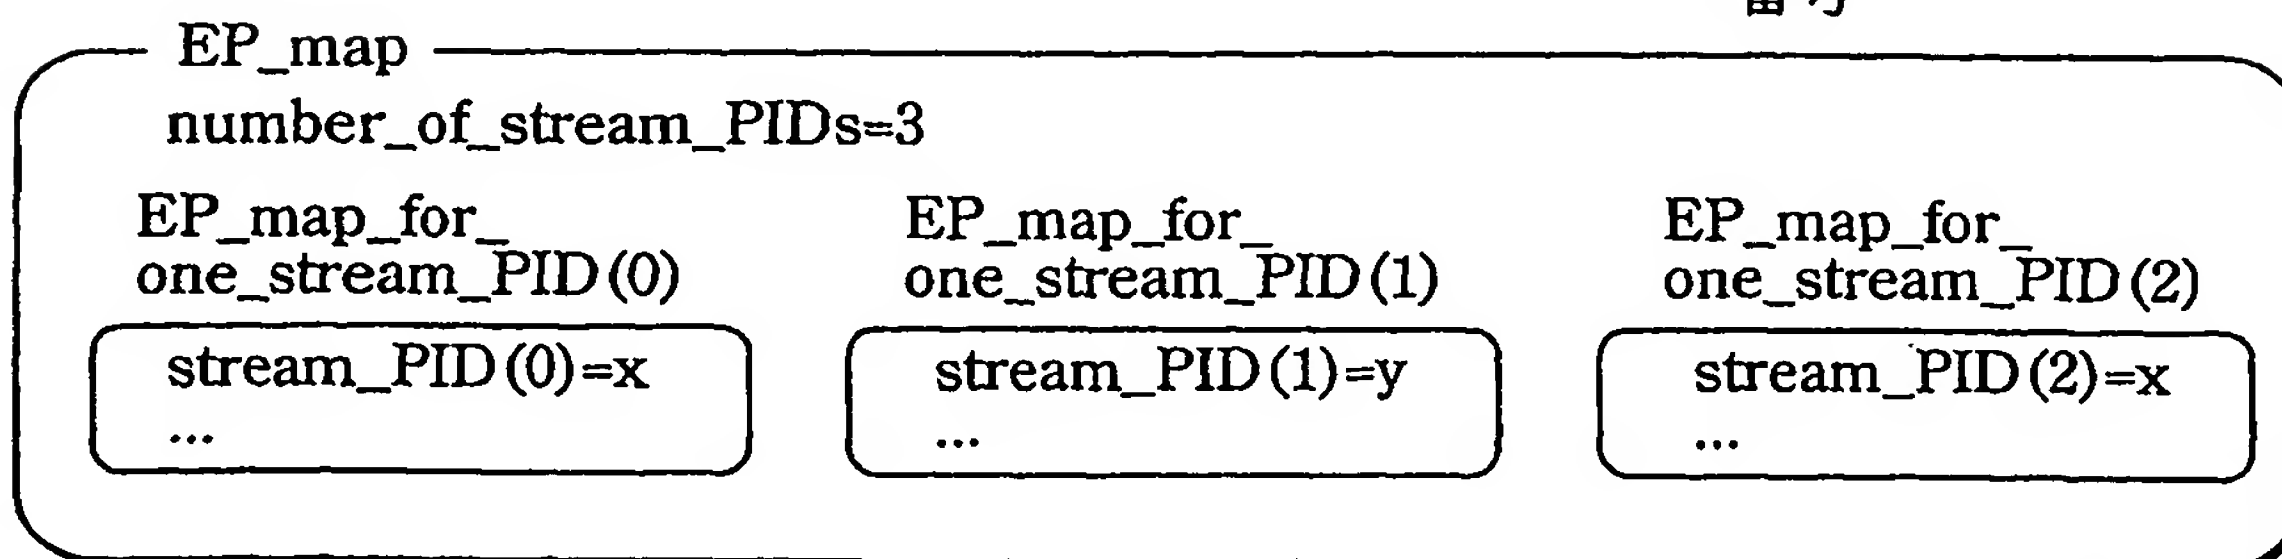 EP_map
number_of_stream_PIDs=3
EP_map_for_
one_stream_PID(0)
stream_PID(0)=x
...
EP_map_for_
one_stream_PID(1)
stream_PID(1)=y
...
EP_map_for_
one_stream_PID(2)
stream_PID(2)=x
...